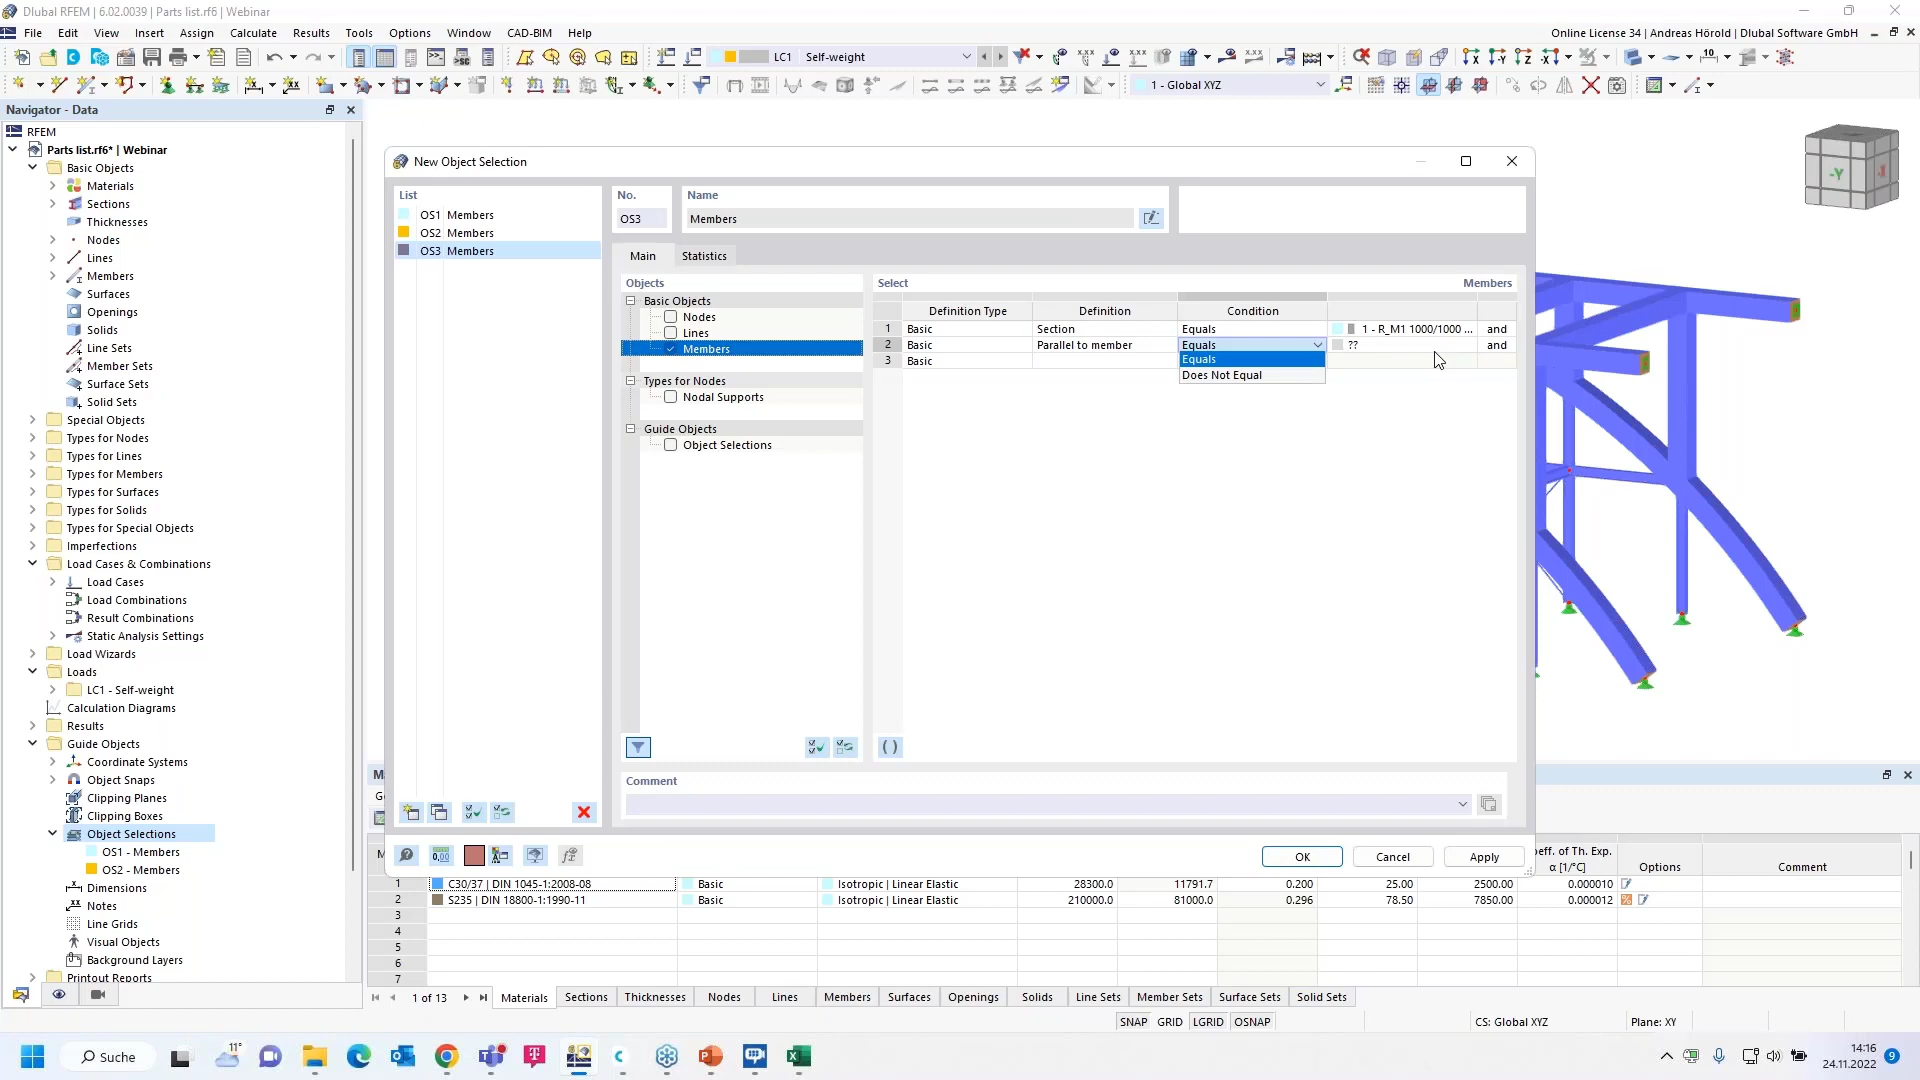 Dlubal RFEM | 6.02.0039 | Parts list.rf6 | Webinar
File Edit View Insert Assign Calculate Results Tools Options Window CAD-BIM Help
Online License 34 | Andreas Hörold | Dlubal Software GmbH
LC1 Self-weight
1 - Global XYZ
Navigator - Data
RFEM
Parts list.rf6* | Webinar
Basic Objects
Materials
Sections
Thicknesses
Nodes
Lines
Members
Surfaces
Openings
Solids
Line Sets
Member Sets
Surface Sets
Solid Sets
Special Objects
Types for Nodes
Types for Lines
Types for Members
Types for Surfaces
Types for Solids
Types for Special Objects
Imperfections
Load Cases & Combinations
Load Cases
Load Combinations
Result Combinations
Static Analysis Settings
Load Wizards
Loads
LC1 - Self-weight
Calculation Diagrams
Results
Guide Objects
Coordinate Systems
Object Snaps
Clipping Planes
Clipping Boxes
Object Selections
OS1 - Members
OS2 - Members
Dimensions
Notes
Line Grids
Visual Objects
Background Layers
Printout Reports
New Object Selection
List
OS1 Members
OS2 Members
OS3 Members
No.
OS3
Name
Members
Main Statistics
Objects
Basic Objects
Nodes
Lines
Members
Types for Nodes
Nodal Supports
Guide Objects
Object Selections
Select Members
Definition Type Definition Condition
1 Basic Section Equals 1 - R_M1 1000/1000 ... and
2 Basic Parallel to member Equals ?? and
3 Basic
Equals
Does Not Equal
Comment
OK Cancel Apply
-Y
eff. of Th. Exp.
α [1/°C] Options Comment
1 C30/37 | DIN 1045-1:2008-08 Basic Isotropic | Linear Elastic 28300.0 11791.7 0.200 25.00 2500.00 0.000010
2 S235 | DIN 18800-1:1990-11 Basic Isotropic | Linear Elastic 210000.0 81000.0 0.296 78.50 7850.00 0.000012
3
4
5
6
7
1 of 13 Materials Sections Thicknesses Nodes Lines Members Surfaces Openings Solids Line Sets Member Sets Surface Sets Solid Sets
SNAP GRID LGRID OSNAP CS: Global XYZ Plane: XY
Suche
11°
14:16
24.11.2022
9